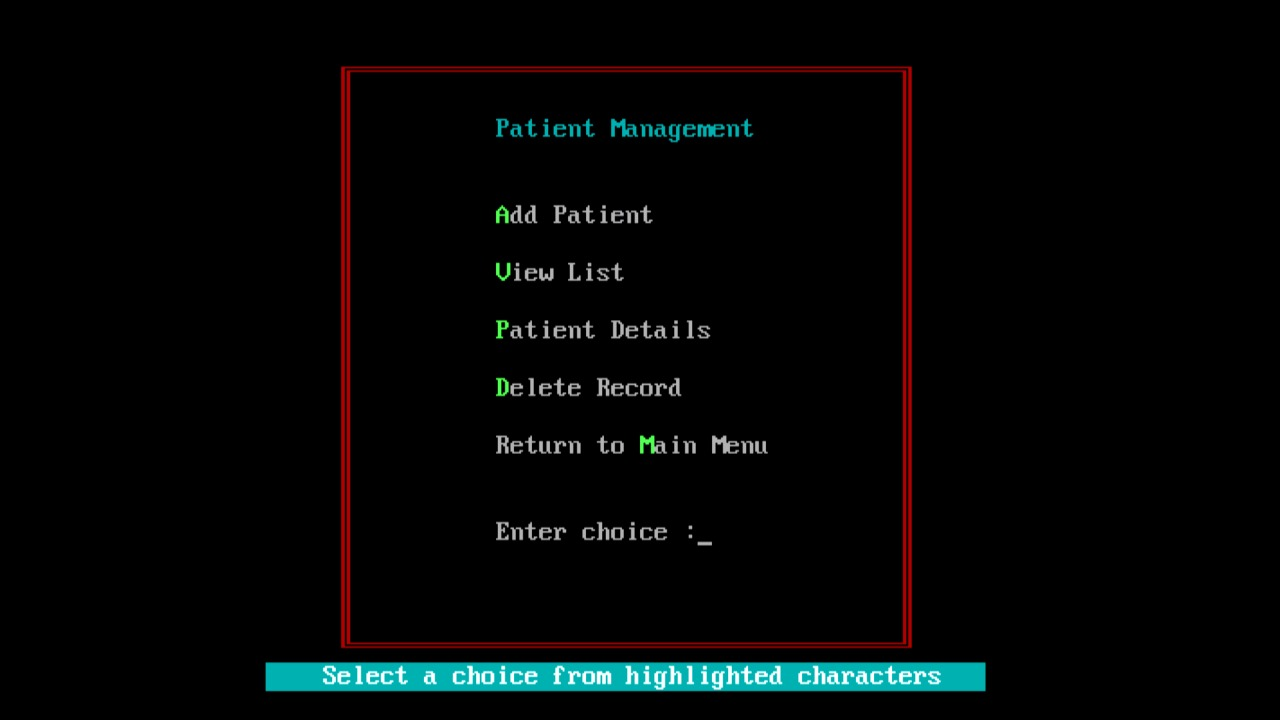 Patient Management
Add Patient
View List
Patient Details
Delete Record
Return to Main Menu
Enter choice :_
Select a choice from highlighted characters